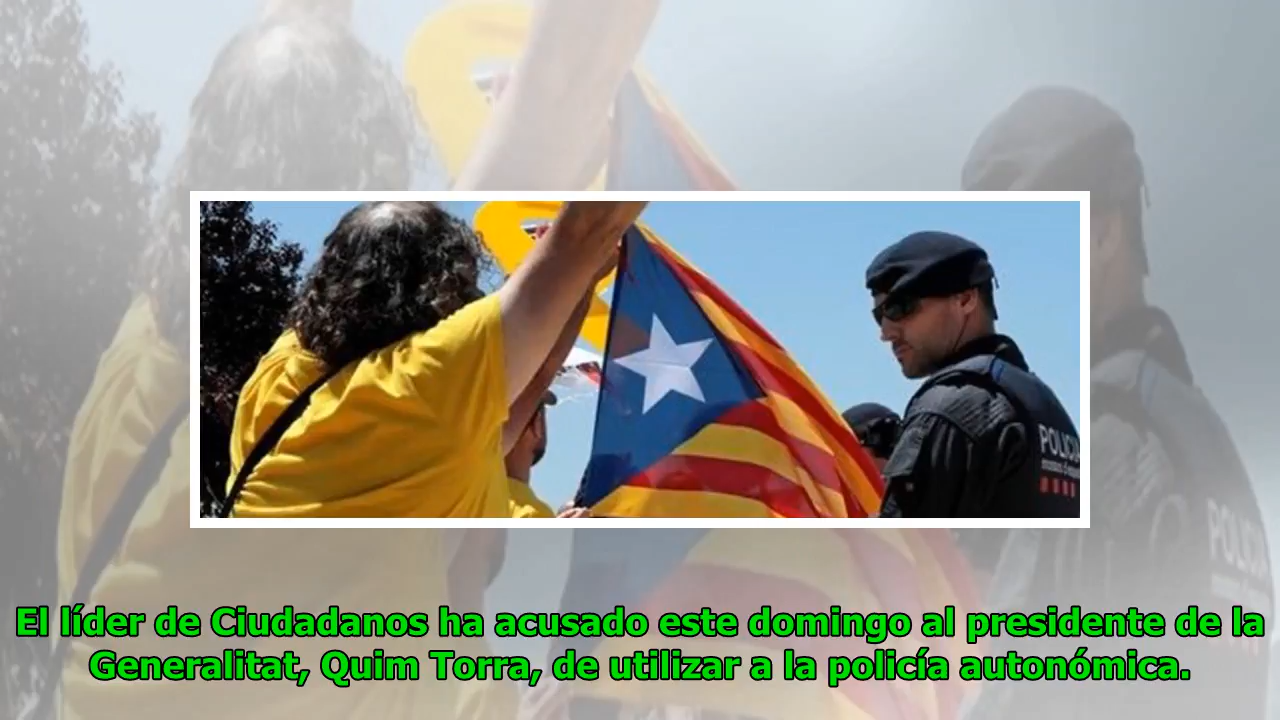 POLICIA
El líder de Ciudadanos ha acusado este domingo al presidente de la
Generalitat, Quim Torra, de utilizar a la policía autonómica.